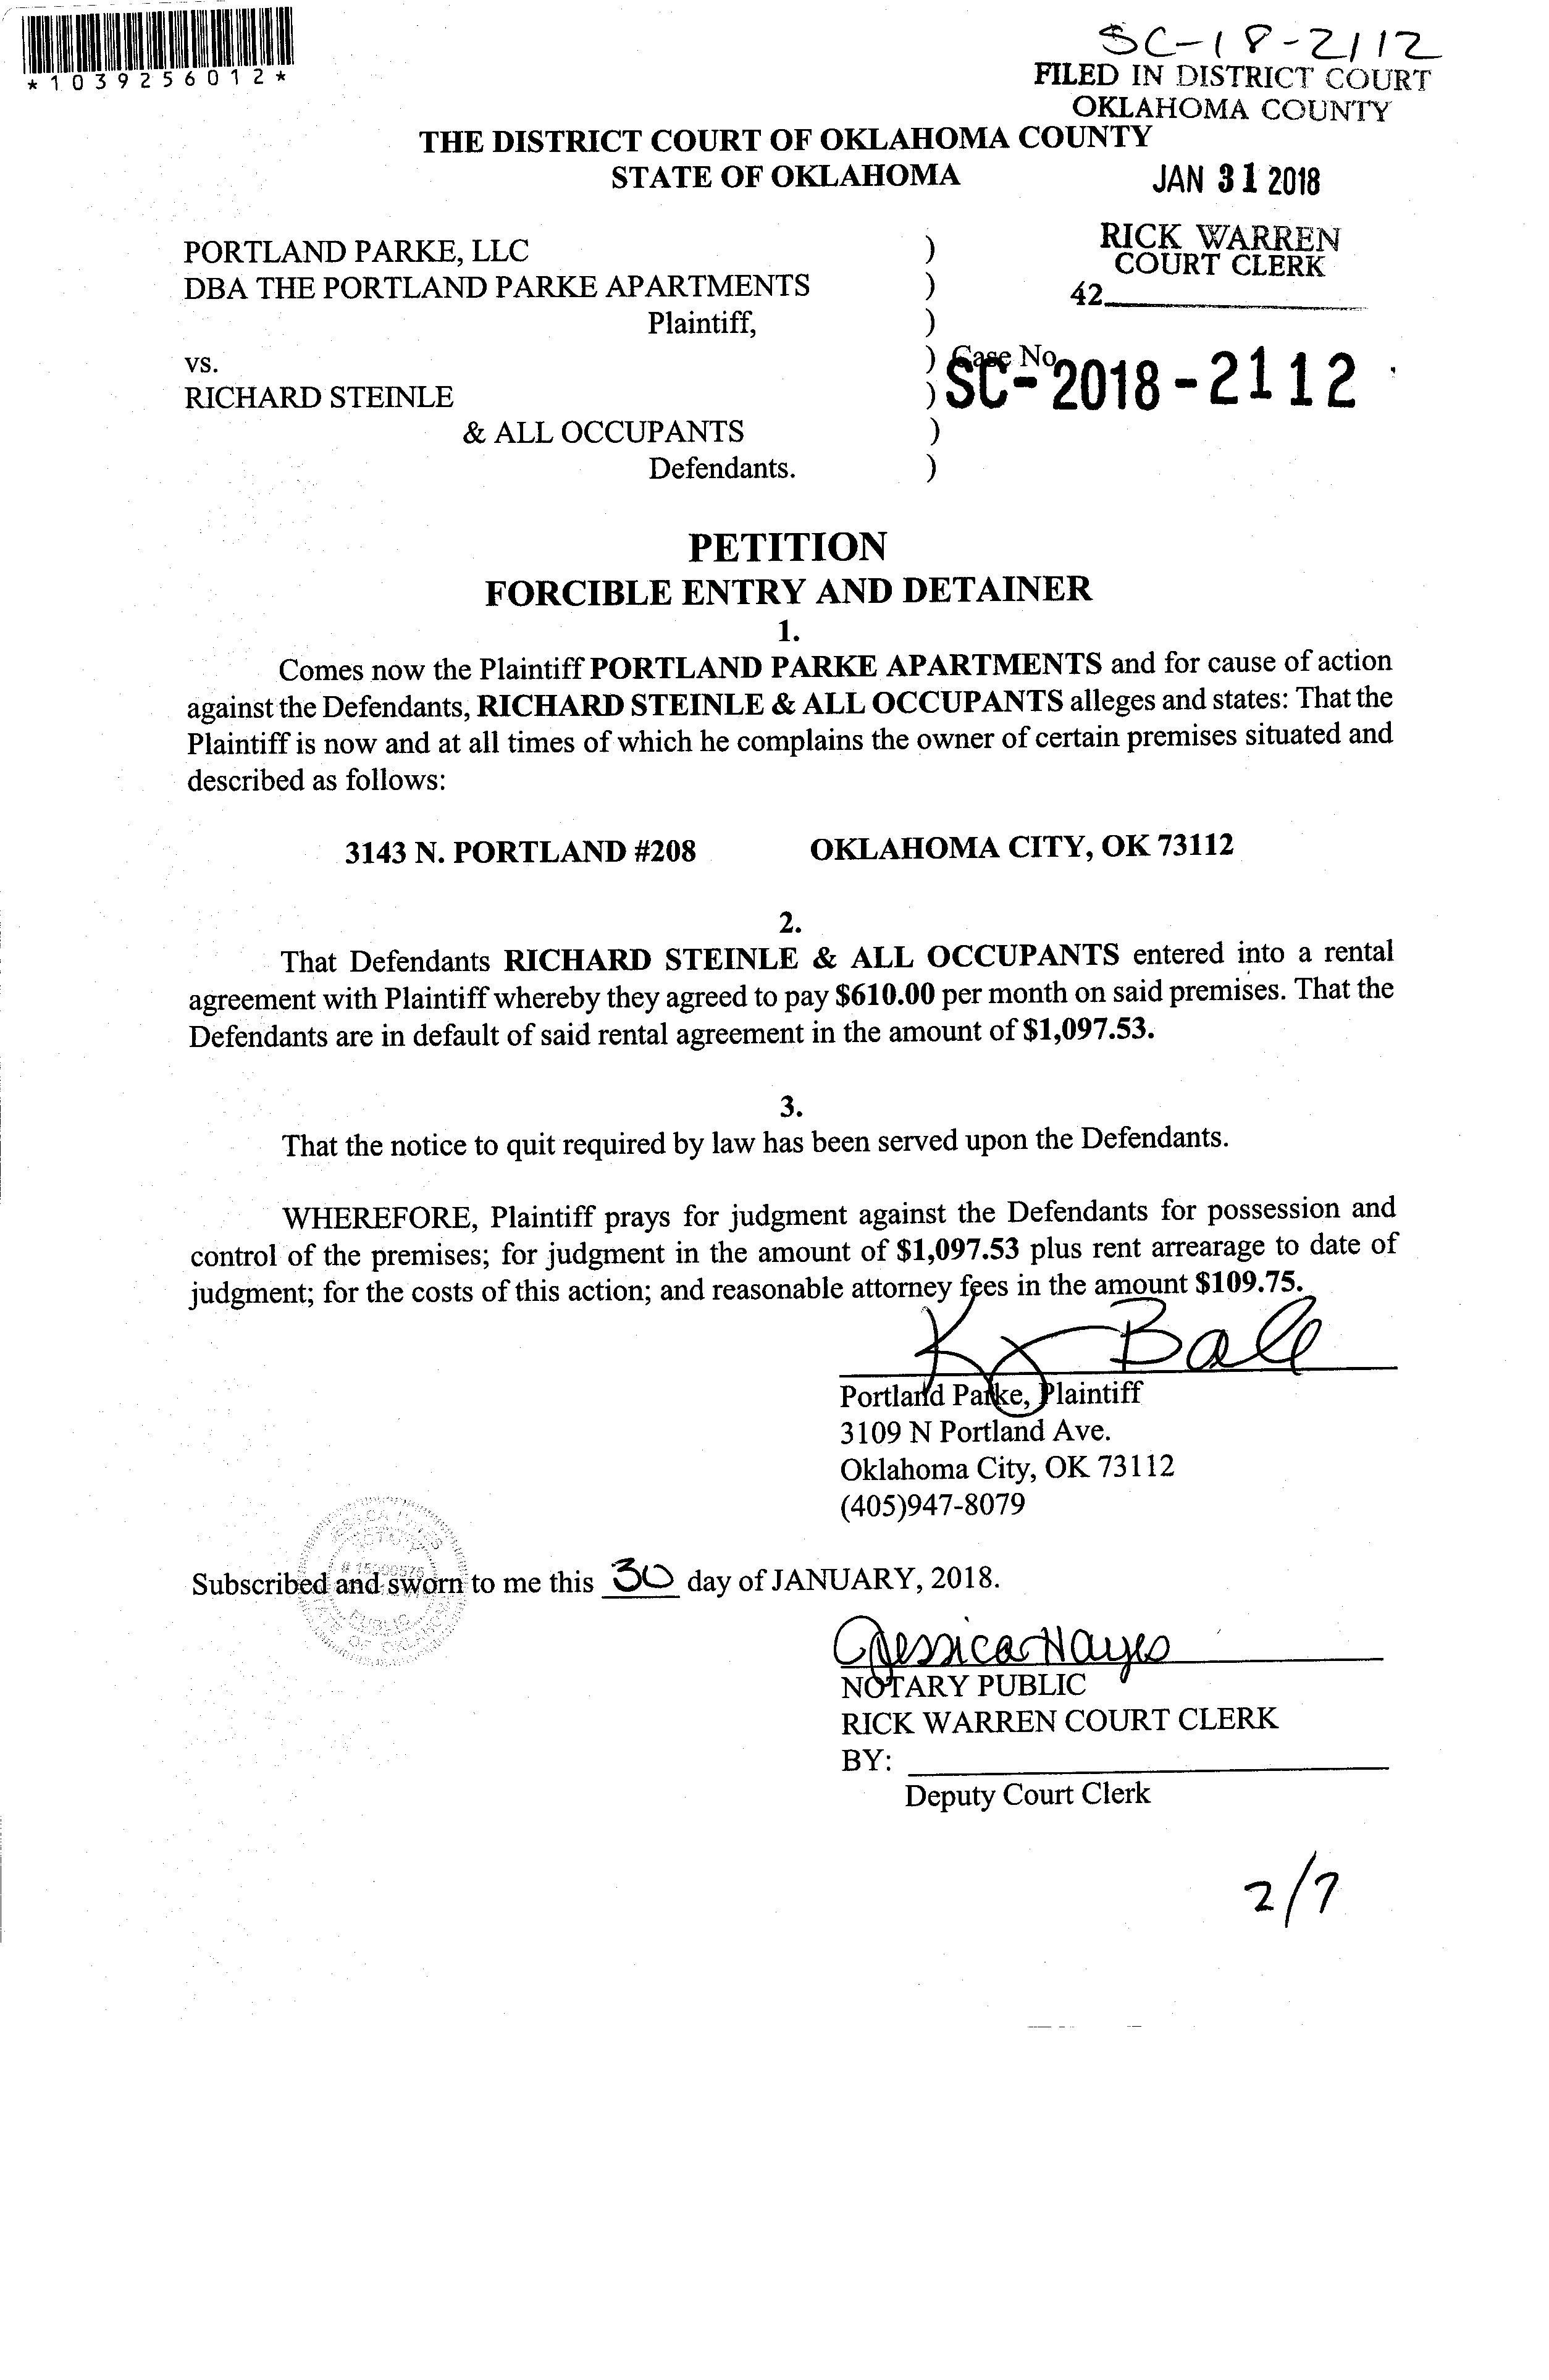 *1039256012*
SC-18-2112
FILED IN DISTRICT COURT
OKLAHOMA COUNTY
THE DISTRICT COURT OF OKLAHOMA COUNTY
STATE OF OKLAHOMA
JAN 31 2018
RICK WARREN
COURT CLERK
42
PORTLAND PARKE, LLC )
DBA THE PORTLAND PARKE APARTMENTS )
Plaintiff, )
vs. ) Case No
RICHARD STEINLE ) SC-2018-2112
& ALL OCCUPANTS )
Defendants. )
PETITION
FORCIBLE ENTRY AND DETAINER
1.
Comes now the Plaintiff PORTLAND PARKE APARTMENTS and for cause of action
against the Defendants, RICHARD STEINLE & ALL OCCUPANTS alleges and states: That the
Plaintiff is now and at all times of which he complains the owner of certain premises situated and
described as follows:
3143 N. PORTLAND #208 OKLAHOMA CITY, OK 73112
2.
That Defendants RICHARD STEINLE & ALL OCCUPANTS entered into a rental
agreement with Plaintiff whereby they agreed to pay $610.00 per month on said premises. That the
Defendants are in default of said rental agreement in the amount of $1,097.53.
3.
That the notice to quit required by law has been served upon the Defendants.
WHEREFORE, Plaintiff prays for judgment against the Defendants for possession and
control of the premises; for judgment in the amount of $1,097.53 plus rent arrearage to date of
judgment; for the costs of this action; and reasonable attorney fees in the amount $109.75.
Ball
Portland Parke, Plaintiff
3109 N Portland Ave.
Oklahoma City, OK 73112
(405)947-8079
Subscribed and sworn to me this 30 day of JANUARY, 2018.
Jessica Hayes
NOTARY PUBLIC
RICK WARREN COURT CLERK
BY:
Deputy Court Clerk
2/7